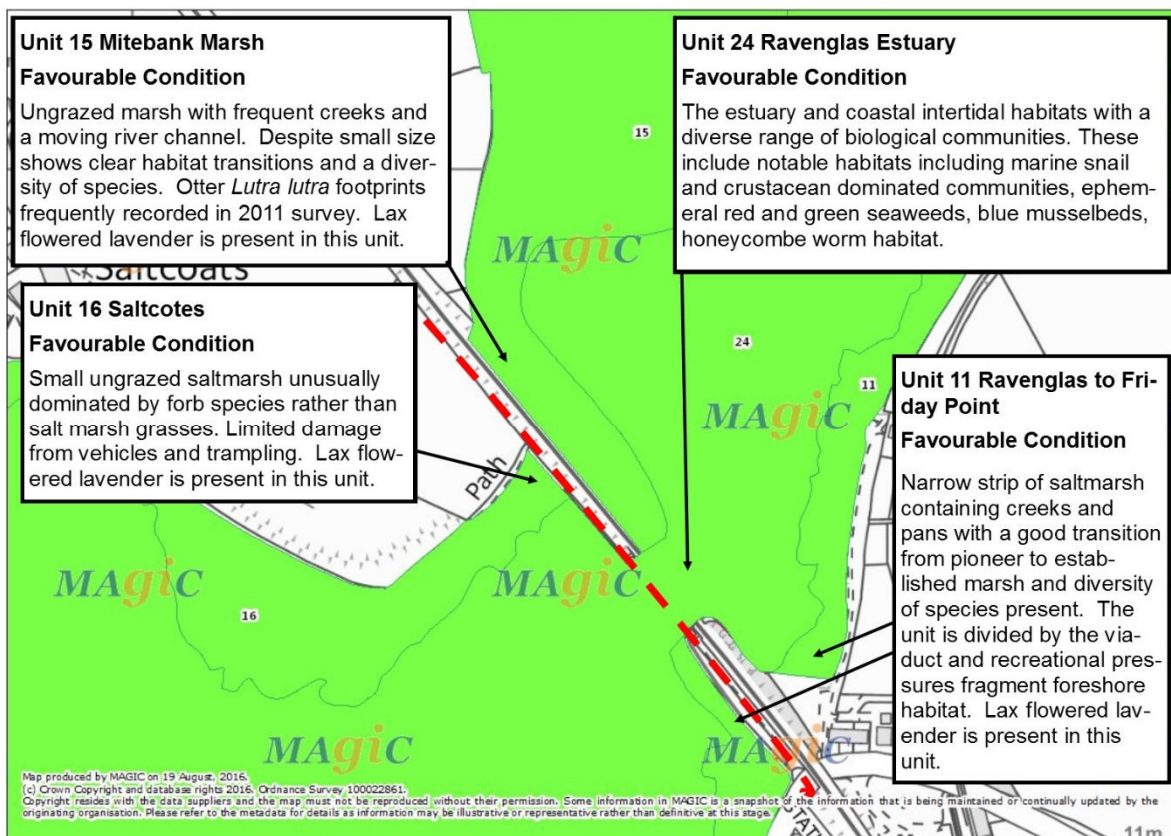 Unit 15 Mitebank Marsh
Favourable Condition
Ungrazed marsh with frequent creeks and
a moving river channel. Despite small size
shows clear habitat transitions and a diver-
sity of species. Otter Lutra lutra footprints
frequently recorded in 2011 survey. Lax
flowered lavender is present in this unit.
Unit 24 Ravenglas Estuary
Favourable Condition
The estuary and coastal intertidal habitats with a
diverse range of biological communities. These
include notable habitats including marine snail
and crustacean dominated communities, ephem-
eral red and green seaweeds, blue musselbeds,
honeycombe worm habitat.
15
MAgiC
Saltcoats
Unit 16 Saltcotes
Favourable Condition
Small ungrazed saltmarsh unusually
dominated by forb species rather than
salt marsh grasses. Limited damage
from vehicles and trampling. Lax flow-
ered lavender is present in this unit.
24
11
MAgiC
Unit 11 Ravenglas to Fri-
day Point
Favourable Condition
Narrow strip of saltmarsh
containing creeks and
pans with a good transition
from pioneer to estab-
lished marsh and diversity
of species present. The
unit is divided by the via-
duct and recreational pres-
sures fragment foreshore
habitat. Lax flowered lav-
ender is present in this
unit.
Path
MAgiC
MAgiC
16
MAgiC
MAgiC
Map produced by MAGIC on 19 August, 2016.
(c) Crown Copyright and database rights 2016. Ordnance Survey 100022861.
Copyright resides with the data suppliers and the map must not be reproduced without their permission. Some information in MAGIC is a snapshot of the information that is being maintained or continually updated by the
originating organisation. Please refer to the metadata for details as information may be illustrative or representative rather than definitive at this stage.
11m